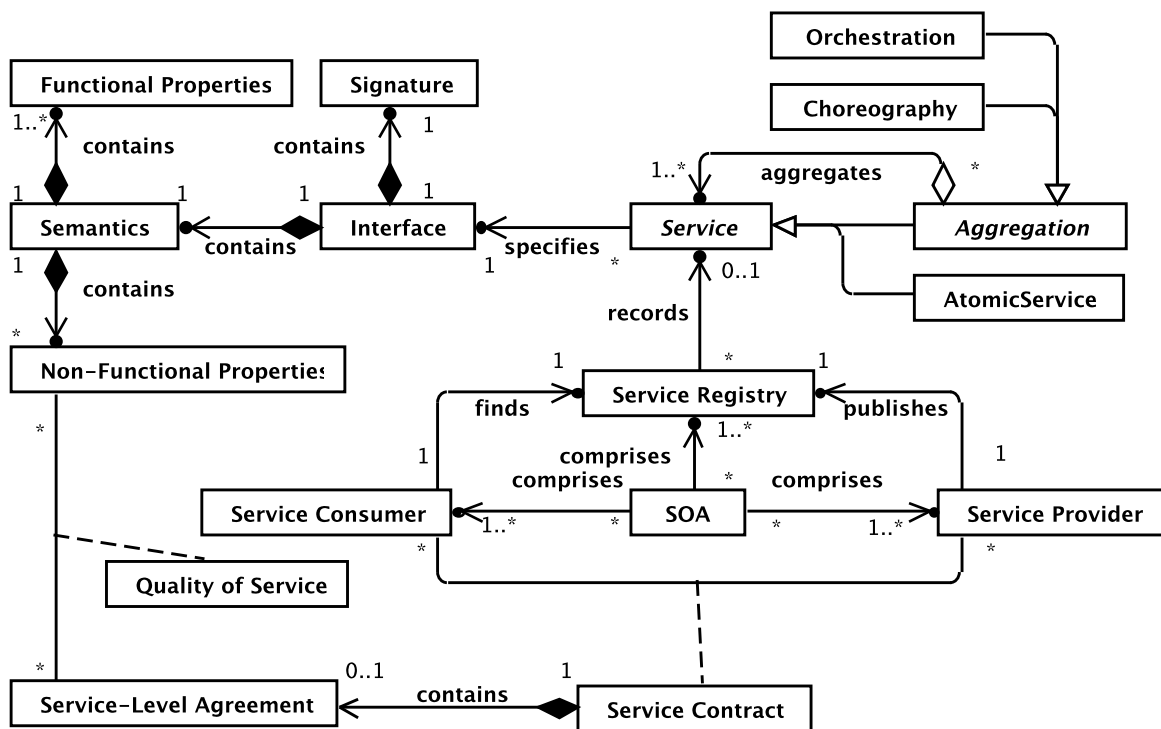 Orchestration
Functional Properties
Signature
Choreography
1..*
contains
1
contains
1..*
aggregates
*
1
1
1
1
Semantics
Interface
Service
Aggregation
contains
specifies
1
1
*
0..1
contains
AtomicService
records
*
Non-Functional Properties
*
1
1
Service Registry
finds
publishes
*
1..*
1
comprises
1
comprises
*
comprises
Service Consumer
SOA
Service Provider
1..*
*
*
1..*
*
*
Quality of Service
*
0..1
1
contains
Service-Level Agreement
Service Contract